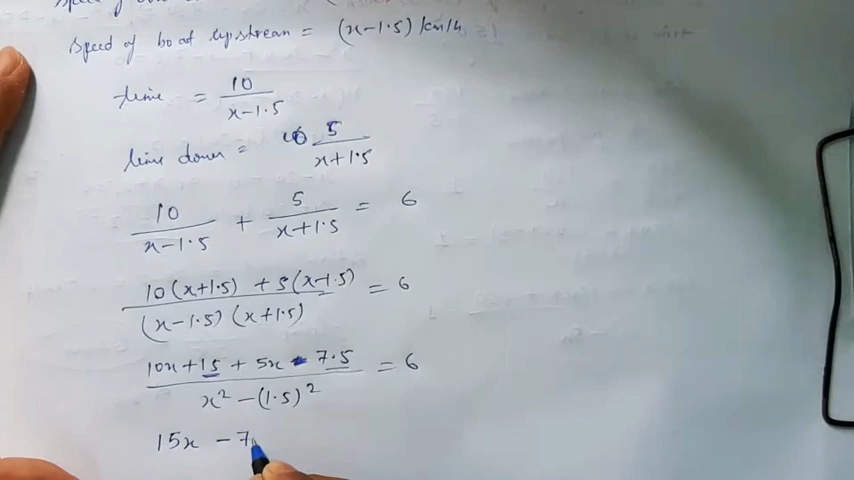 speed of boat upstream = (x-1.5) km/h
time = 10/(x-1.5)
time down = 5/(x+1.5)
10/(x-1.5) + 5/(x+1.5) = 6
(10(x+1.5) + 5(x-1.5))/((x-1.5)(x+1.5)) = 6
(10x+15 + 5x - 7.5)/(x² - (1.5)²) = 6
15x - 7